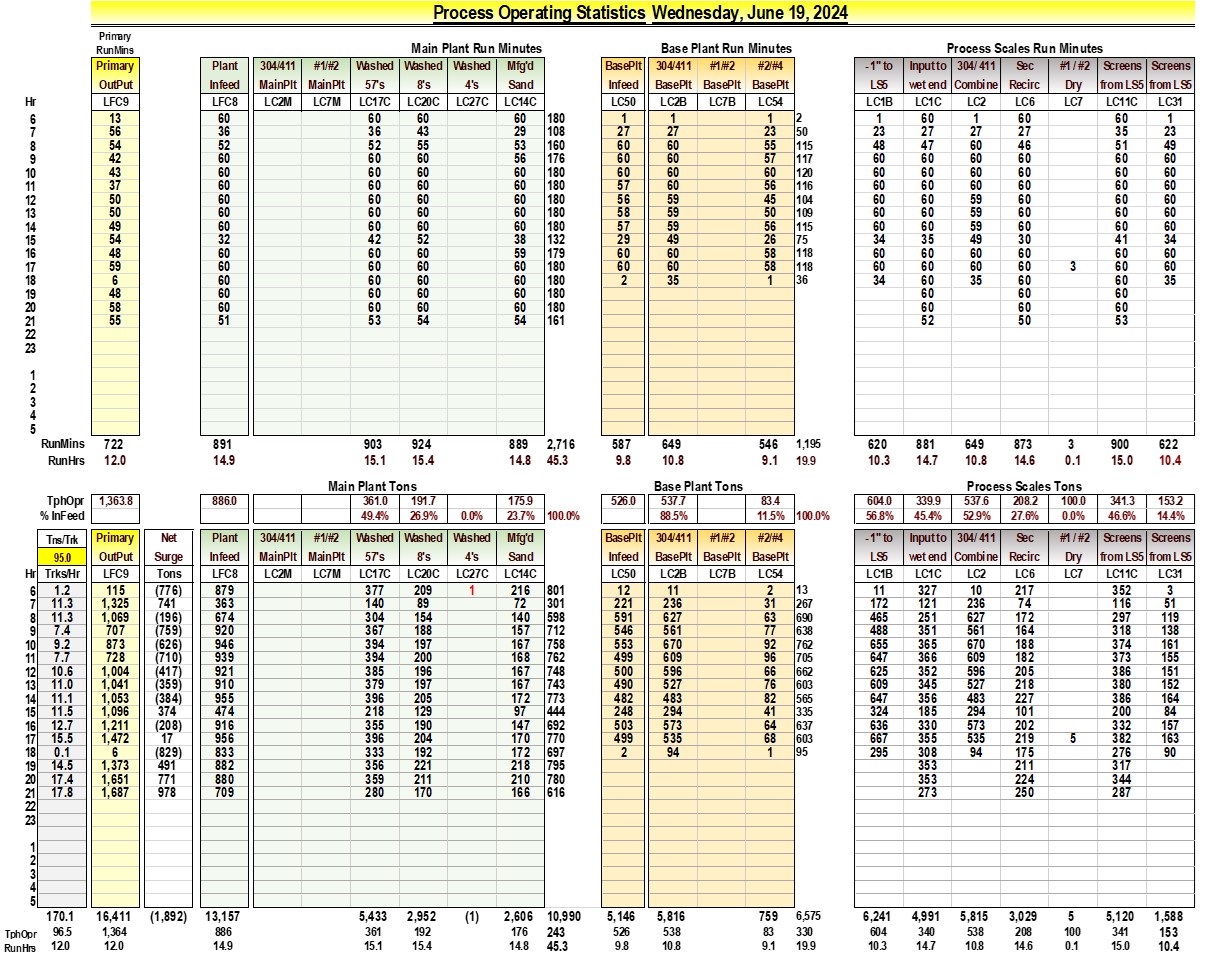 Process Operating Statistics Wednesday, June 19, 2024
Primary
RunMins Main Plant Run Minutes Base Plant Run Minutes Process Scales Run Minutes
Primary Plant 304/411 #1/#2 Washed Washed Washed Mfg'd BasePlt 304/411 #1/#2 #2/#4 -1" to Input to 304/ 411 Sec #1 / #2 Screens Screens
OutPut Infeed MainPlt MainPlt 57's 8's 4's Sand Infeed BasePlt BasePlt BasePlt LS5 wet end Combine Recirc Dry from LS5 from LS5
Hr LFC9 LFC8 LC2M LC7M LC17C LC20C LC27C LC14C LC50 LC2B LC7B LC54 LC1B LC1C LC2 LC6 LC7 LC11C LC31
6 13 60 60 60 60 180 1 1 1 2 1 60 1 60 60 1
7 56 36 36 43 29 108 27 27 23 50 23 27 27 27 35 23
8 54 52 52 55 53 160 60 60 55 115 48 47 60 46 51 49
9 42 60 60 60 56 176 60 60 57 117 60 60 60 60 60 60
10 43 60 60 60 60 180 60 60 60 120 60 60 60 60 60 60
11 37 60 60 60 60 180 57 60 56 116 60 60 60 60 60 60
12 50 60 60 60 60 180 56 59 45 104 60 60 59 60 60 60
13 50 60 60 60 60 180 58 59 50 109 60 60 59 60 60 60
14 49 60 60 60 60 180 57 59 56 115 60 60 59 60 60 60
15 54 32 42 52 38 132 29 49 26 75 34 35 49 30 41 34
16 48 60 60 60 59 179 60 60 58 118 60 60 60 60 60 60
17 59 60 60 60 60 180 60 60 58 118 60 60 60 60 3 60 60
18 6 60 60 60 60 180 2 35 1 36 34 60 35 60 60 35
19 48 60 60 60 60 180 60 60 60
20 58 60 60 60 60 180 60 60 60
21 55 51 53 54 54 161 52 50 53
22
23
1
2
3
4
5
RunMins 722 891 903 924 889 2,716 587 649 546 1,195 620 881 649 873 3 900 622
RunHrs 12.0 14.9 15.1 15.4 14.8 45.3 9.8 10.8 9.1 19.9 10.3 14.7 10.8 14.6 0.1 15.0 10.4
Main Plant Tons Base Plant Tons Process Scales Tons
TphOpr 1,363.8 886.0 361.0 191.7 175.9 526.0 537.7 83.4 604.0 339.9 537.6 208.2 100.0 341.3 153.2
% InFeed 49.4% 26.9% 0.0% 23.7% 100.0% 88.5% 11.5% 100.0% 56.8% 45.4% 52.9% 27.6% 0.0% 46.6% 14.4%
Tns/Trk Primary Net Plant 304/411 #1/#2 Washed Washed Washed Mfg'd BasePlt 304/411 #1/#2 #2/#4 -1" to Input to 304/ 411 Sec #1 / #2 Screens Screens
95.0 OutPut Surge Infeed MainPlt MainPlt 57's 8's 4's Sand Infeed BasePlt BasePlt BasePlt LS5 wet end Combine Recirc Dry from LS5 from LS5
Hr Trks/Hr LFC9 Tons LFC8 LC2M LC7M LC17C LC20C LC27C LC14C LC50 LC2B LC7B LC54 LC1B LC1C LC2 LC6 LC7 LC11C LC31
6 1.2 115 (776) 879 377 209 1 216 801 12 11 2 13 11 327 10 217 352 3
7 11.3 1,325 741 363 140 89 72 301 221 236 31 267 172 121 236 74 116 51
8 11.3 1,069 (196) 674 304 154 140 598 591 627 63 690 465 251 627 172 297 119
9 7.4 707 (759) 920 367 188 157 712 546 561 77 638 488 351 561 164 318 138
10 9.2 873 (626) 946 394 197 167 758 553 670 92 762 655 365 670 188 374 161
11 7.7 728 (710) 939 394 200 168 762 499 609 96 705 647 366 609 182 373 155
12 10.6 1,004 (417) 921 385 196 167 748 500 596 66 662 625 352 596 205 386 151
13 11.0 1,041 (359) 910 379 197 167 743 490 527 76 603 609 345 527 218 380 152
14 11.1 1,053 (384) 955 396 205 172 773 482 483 82 565 647 356 483 227 386 164
15 11.5 1,096 374 474 218 129 97 444 248 294 41 335 324 185 294 101 200 84
16 12.7 1,211 (208) 916 355 190 147 692 503 573 64 637 636 330 573 202 332 157
17 15.5 1,472 17 956 396 204 170 770 499 535 68 603 667 355 535 219 5 382 163
18 0.1 6 (829) 833 333 192 172 697 2 94 1 95 295 308 94 175 276 90
19 14.5 1,373 491 882 356 221 218 795 353 211 317
20 17.4 1,651 771 880 359 211 210 780 353 224 344
21 17.8 1,687 978 709 280 170 166 616 273 250 287
22
23
1
2
3
4
5
170.1 16,411 (1,892) 13,157 5,433 2,952 (1) 2,606 10,990 5,146 5,816 759 6,575 6,241 4,991 5,815 3,029 5 5,120 1,588
TphOpr 96.5 1,364 886 361 192 176 243 526 538 83 330 604 340 538 208 100 341 153
RunHrs 12.0 12.0 14.9 15.1 15.4 14.8 45.3 9.8 10.8 9.1 19.9 10.3 14.7 10.8 14.6 0.1 15.0 10.4